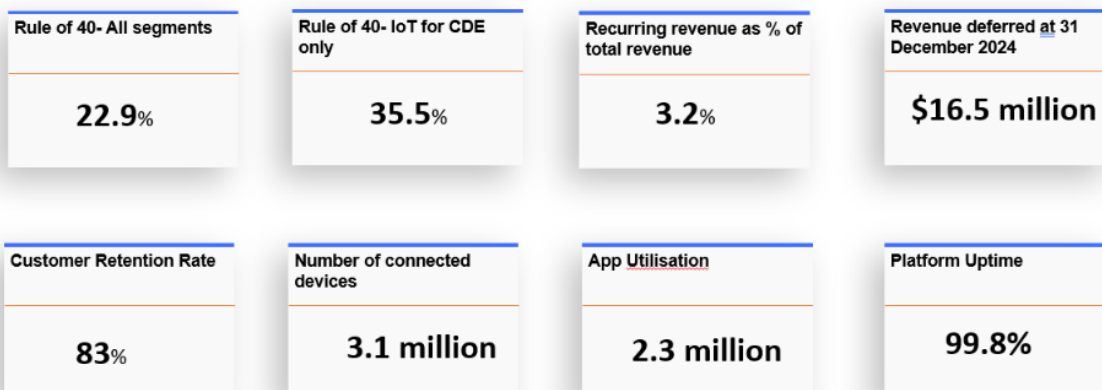 Rule of 40- All segments
22.9%
Rule of 40- IoT for CDE
only
35.5%
Recurring revenue as % of
total revenue
3.2%
Revenue deferred at 31
December 2024
$16.5 million
Customer Retention Rate
83%
Number of connected
devices
3.1 million
App Utilisation
2.3 million
Platform Uptime
99.8%